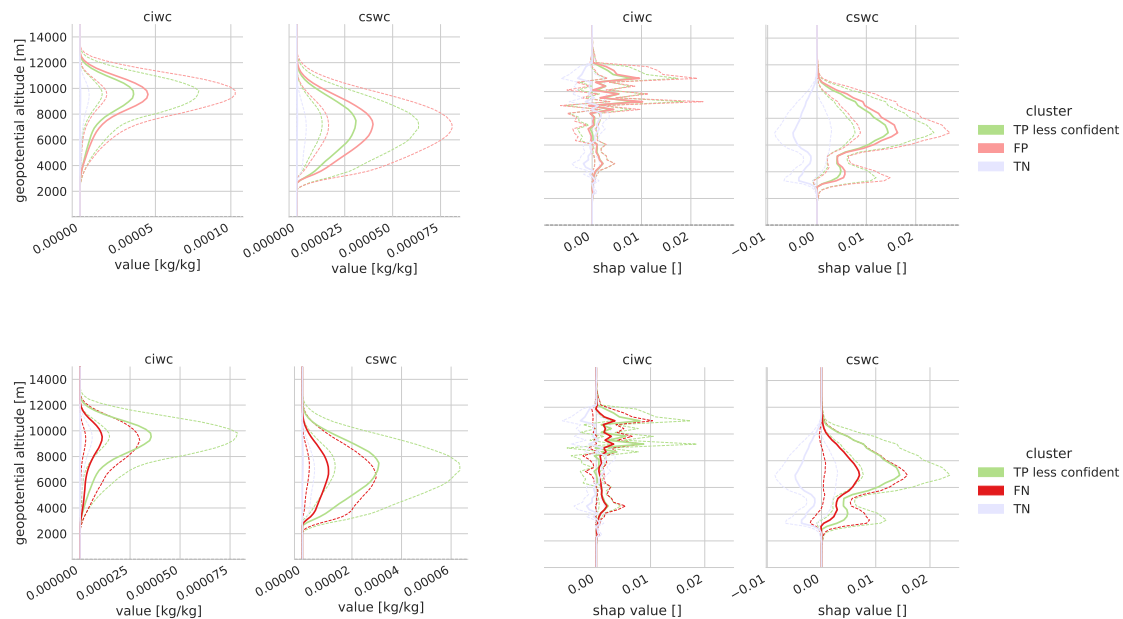 ciwc
cswc
ciwc
cswc
14000
12000
10000
8000
6000
4000
2000
geopotential altitude [m]
0.00000
0.00005
0.00010
value [kg/kg]
0.000000
0.000025
0.000050
0.000075
value [kg/kg]
0.00
0.01
0.02
shap value []
−0.01
0.00
0.01
0.02
shap value []
cluster
TP less confident
FP
TN
ciwc
cswc
ciwc
cswc
14000
12000
10000
8000
6000
4000
2000
geopotential altitude [m]
0.000000
0.000025
0.000050
0.000075
value [kg/kg]
0.00000
0.00002
0.00004
0.00006
value [kg/kg]
0.00
0.01
0.02
shap value []
−0.01
0.00
0.01
0.02
shap value []
cluster
TP less confident
FN
TN